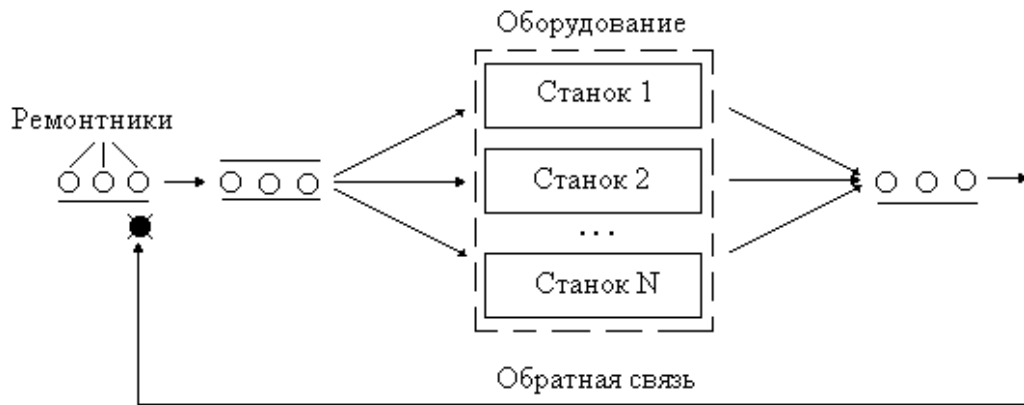 Оборудование
Станок 1
Ремонтники
Станок 2
...
Станок N
Обратная связь